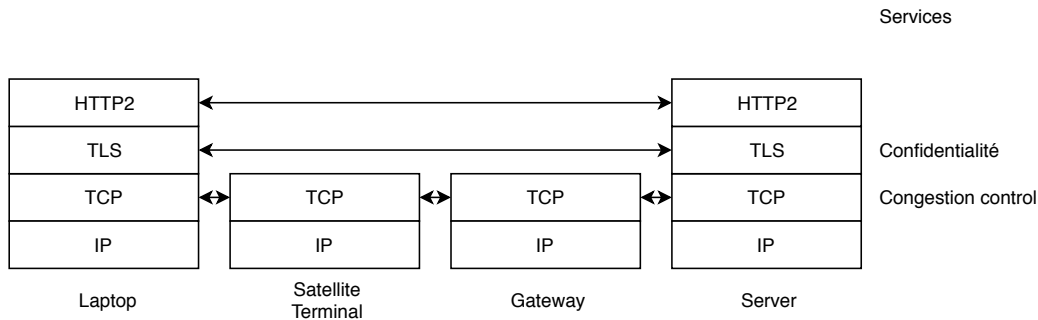 Services
HTTP2 HTTP2
TLS TLS Confidentialité
TCP TCP TCP TCP Congestion control
IP IP IP IP
Laptop Satellite Terminal Gateway Server